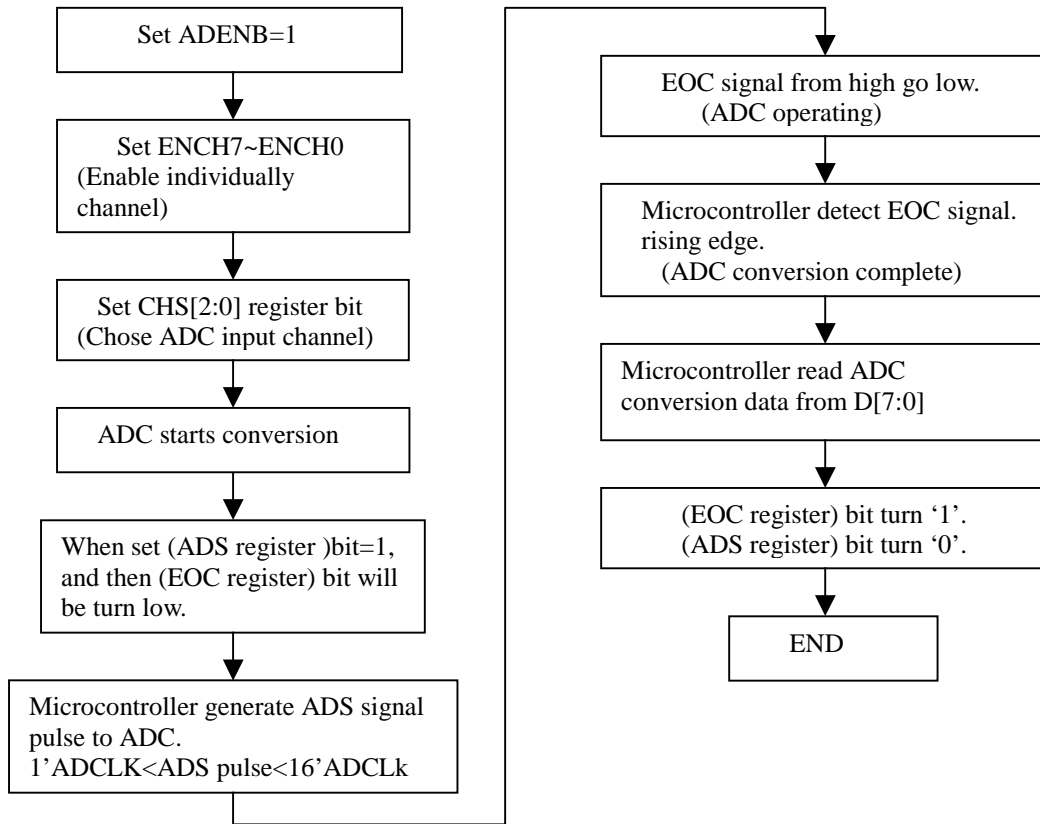 Set ADENB=1
Set ENCH7~ENCH0
(Enable individually
channel)
Set CHS[2:0] register bit
(Chose ADC input channel)
ADC starts conversion
When set (ADS register )bit=1,
and then (EOC register) bit will
be turn low.
Microcontroller generate ADS signal
pulse to ADC.
1’ADCLK<ADS pulse<16’ADCLk
EOC signal from high go low.
(ADC operating)
Microcontroller detect EOC signal.
rising edge.
(ADC conversion complete)
Microcontroller read ADC
conversion data from D[7:0]
(EOC register) bit turn ‘1’.
(ADS register) bit turn ‘0’.
END